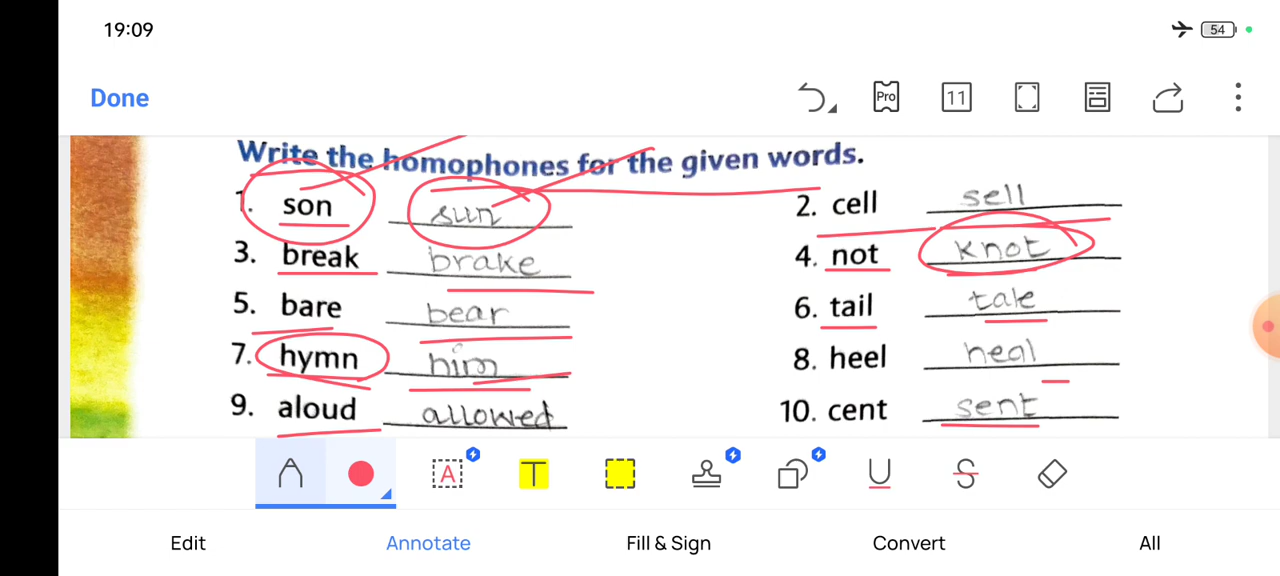 19:09 54
Done Pro 11
Write the homophones for the given words.
1. son sun 2. cell sell
3. break brake 4. not knot
5. bare bear 6. tail tale
7. hymn him 8. heel heal
9. aloud allowed 10. cent sent
A T U S
Edit Annotate Fill & Sign Convert All